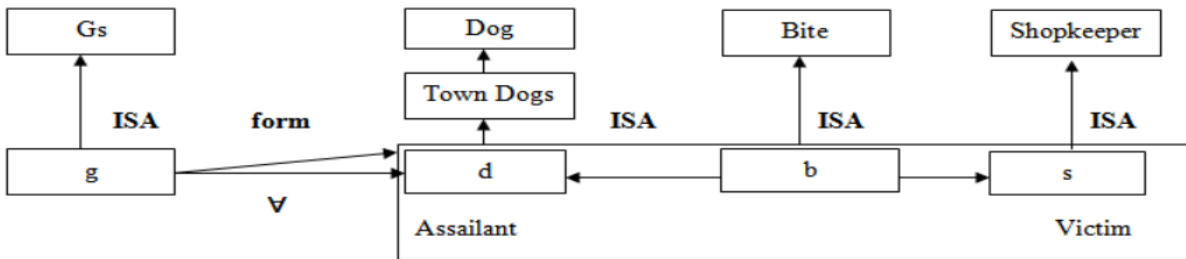 Gs Dog Bite Shopkeeper
Town Dogs
ISA form ISA ISA ISA
g d b s
∀
Assailant Victim